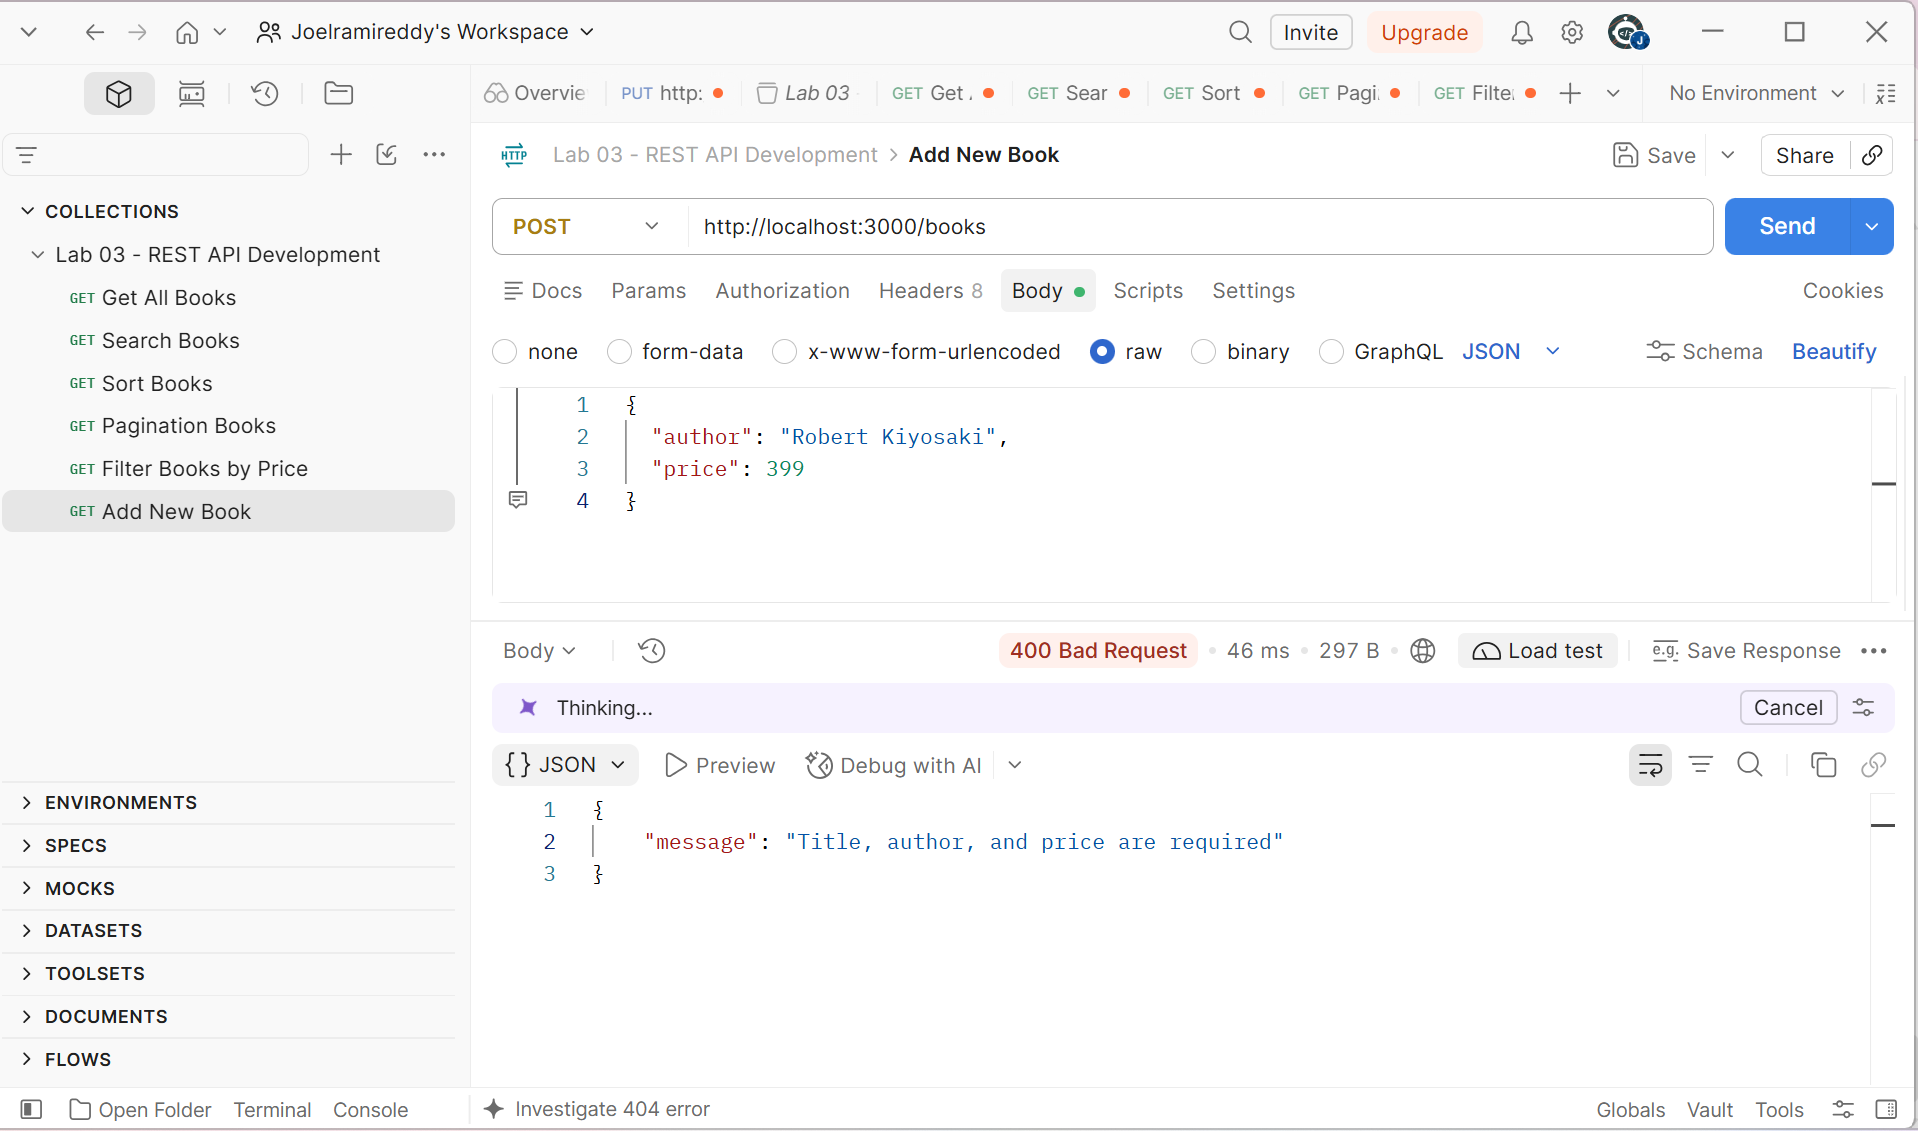 Joelramireddy's Workspace
Invite
Upgrade
J
Overvie
PUT http:
Lab 03
GET Get
GET Sear
GET Sort
GET Pagi
GET Filte
No Environment
HTTP
Lab 03 - REST API Development > Add New Book
Save
Share
COLLECTIONS
Lab 03 - REST API Development
GET Get All Books
GET Search Books
GET Sort Books
GET Pagination Books
GET Filter Books by Price
GET Add New Book
ENVIRONMENTS
SPECS
MOCKS
DATASETS
TOOLSETS
DOCUMENTS
FLOWS
POST
http://localhost:3000/books
Send
Docs
Params
Authorization
Headers 8
Body
Scripts
Settings
Cookies
none
form-data
x-www-form-urlencoded
raw
binary
GraphQL
JSON
Schema
Beautify
1 {
2 "author": "Robert Kiyosaki",
3 "price": 399
4 }
Body
400 Bad Request
46 ms
297 B
Load test
e.g. Save Response
Thinking...
Cancel
{} JSON
Preview
Debug with AI
1 {
2 "message": "Title, author, and price are required"
3 }
Open Folder
Terminal
Console
Investigate 404 error
Globals
Vault
Tools